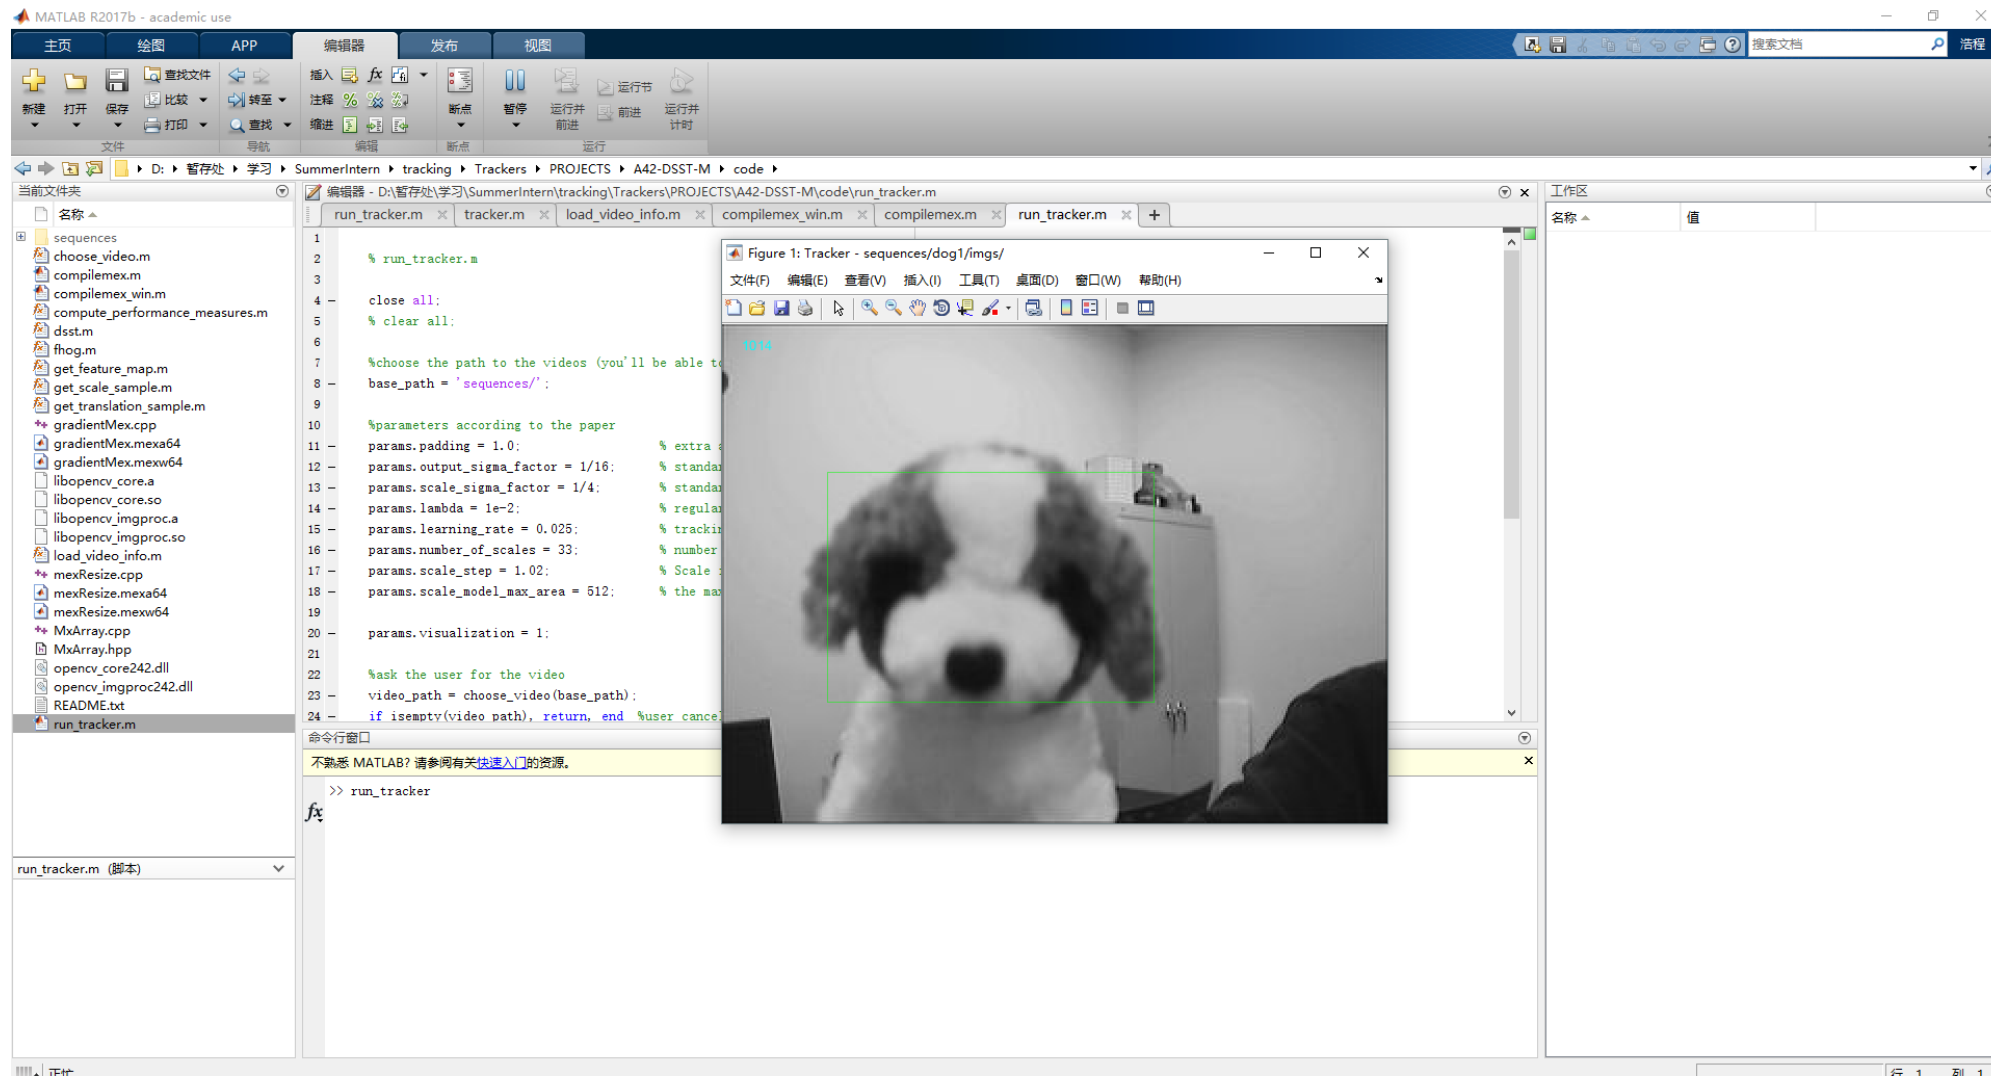 MATLAB R2017b - academic use
主页 绘图 APP 编辑器 发布 视图
搜索文档 浩程
新建 打开 保存 查找文件 比较 打印 转至 查找
插入 注释 缩进
断点 暂停 运行并前进 运行节 前进 运行并计时
文件 导航 编辑 断点 运行
D: 暂存处 学习 SummerIntern tracking Trackers PROJECTS A42-DSST-M code
当前文件夹
名称
sequences
choose_video.m
compilemex.m
compilemex_win.m
compute_performance_measures.m
dsst.m
fhog.m
get_feature_map.m
get_scale_sample.m
get_translation_sample.m
gradientMex.cpp
gradientMex.mexa64
gradientMex.mexw64
libopencv_core.a
libopencv_core.so
libopencv_imgproc.a
libopencv_imgproc.so
load_video_info.m
mexResize.cpp
mexResize.mexa64
mexResize.mexw64
MxArray.cpp
MxArray.hpp
opencv_core242.dll
opencv_imgproc242.dll
README.txt
run_tracker.m
run_tracker.m (脚本)
编辑器 - D:\暂存处\学习\SummerIntern\tracking\Trackers\PROJECTS\A42-DSST-M\code\run_tracker.m
run_tracker.m tracker.m load_video_info.m compilemex_win.m compilemex.m run_tracker.m +
1
2 % run_tracker.m
3
4 – close all;
5 % clear all;
6
7 %choose the path to the videos (you'll be able to
8 – base_path = 'sequences/';
9
10 %parameters according to the paper
11 – params.padding = 1.0; % extra a
12 – params.output_sigma_factor = 1/16; % standar
13 – params.scale_sigma_factor = 1/4; % standar
14 – params.lambda = 1e-2; % regular
15 – params.learning_rate = 0.025; % trackin
16 – params.number_of_scales = 33; % number
17 – params.scale_step = 1.02; % Scale
18 – params.scale_model_max_area = 512; % the max
19
20 – params.visualization = 1;
21
22 %ask the user for the video
23 – video_path = choose_video(base_path);
24 – if isempty(video_path), return, end %user cancel
Figure 1: Tracker - sequences/dog1/imgs/
文件(F) 编辑(E) 查看(V) 插入(I) 工具(T) 桌面(D) 窗口(W) 帮助(H)
命令行窗口
不熟悉 MATLAB? 请参阅有关快速入门的资源。
>> run_tracker
fx
工作区
名称 值
正忙
行 1 列 1